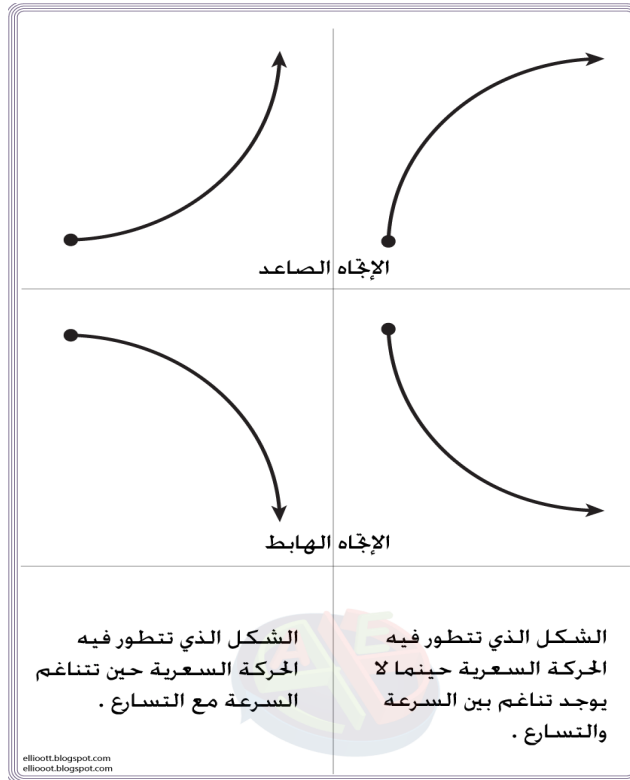 الإتجاه الصاعد
الإتجاه الهابط
الشكل الذي تتطور فيه
الحركة السعرية حينما لا
يوجد تناغم بين السرعة
والتسارع .
الشكل الذي تتطور فيه
الحركة السعرية حين تتناغم
السرعة مع التسارع .
ellioott.blogspot.com
elliooot.blogspot.com